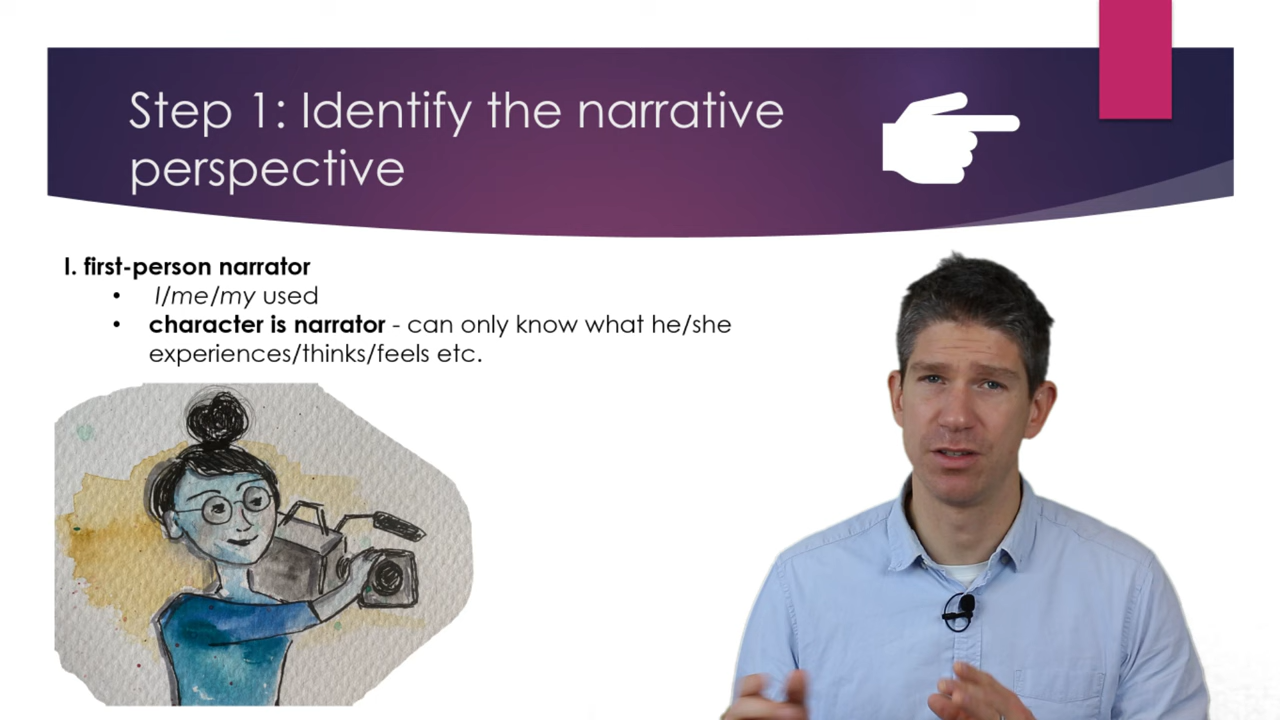 Step 1: Identify the narrative
perspective
I. first-person narrator
• I/me/my used
• character is narrator - can only know what he/she
experiences/thinks/feels etc.